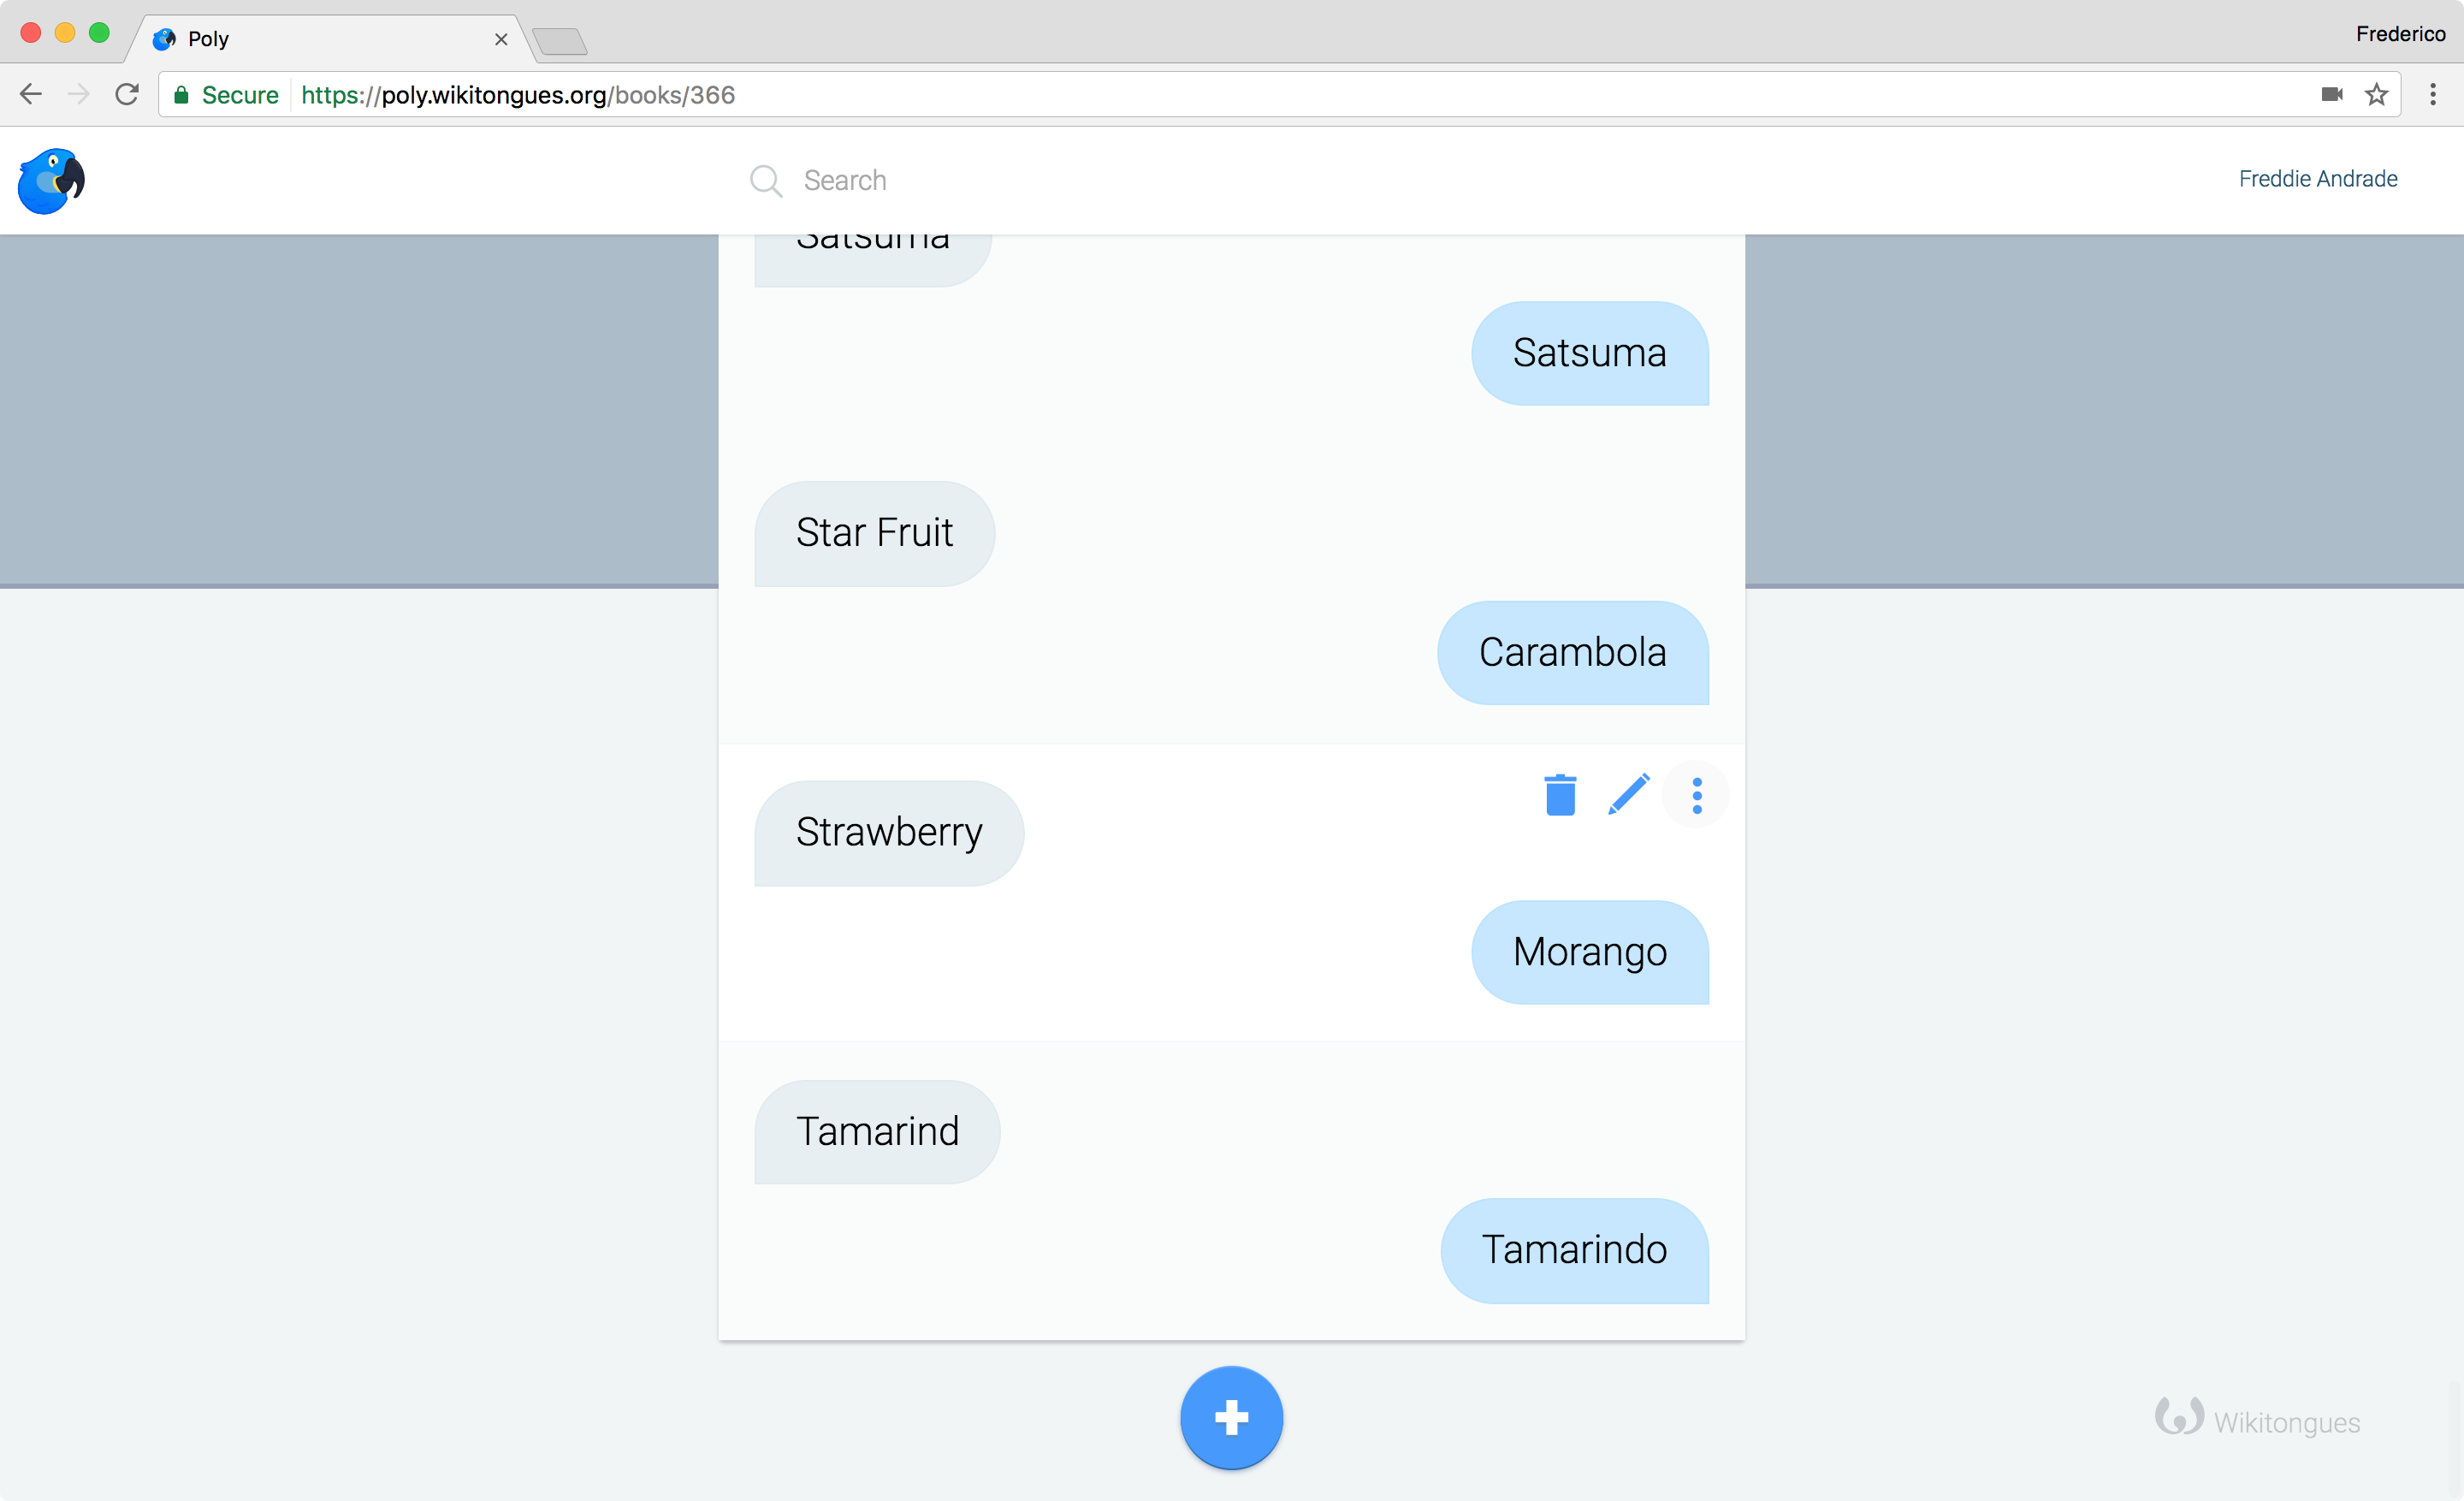 Poly
Frederico
Secure
https://poly.wikitongues.org/books/366
Search
Freddie Andrade
Satsuma
Satsuma
Star Fruit
Carambola
Strawberry
Morango
Tamarind
Tamarindo
Wikitongues